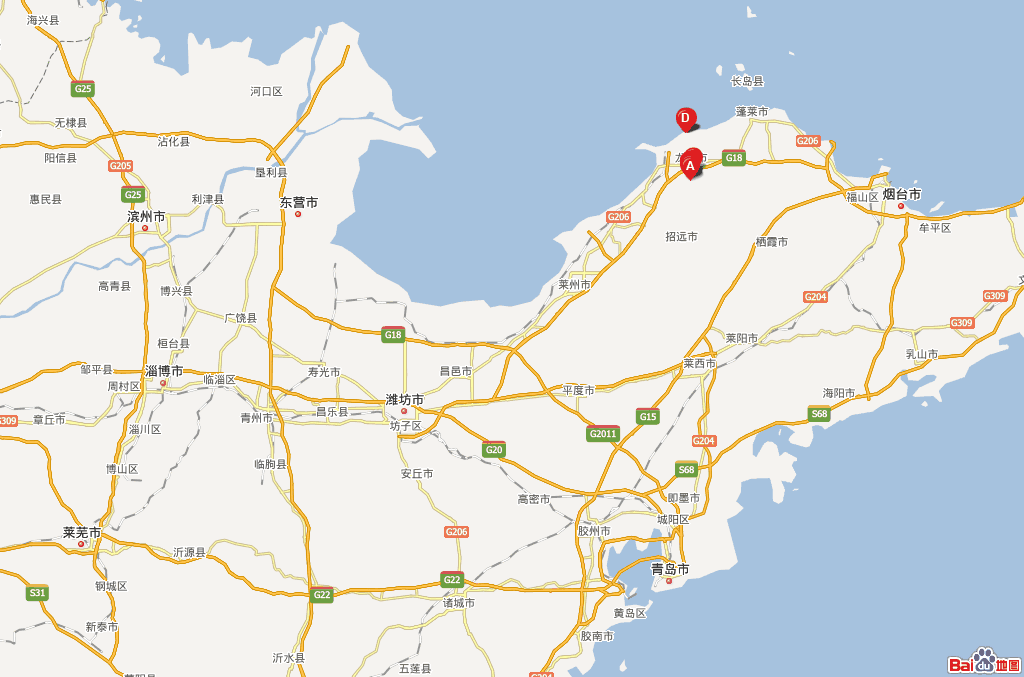 海兴县
长岛县
G25
河口区
蓬莱市
D
无棣县
沾化县
G206
阳信县
G205
G18
A
垦利县
G25
惠民县
利津县
东营市
福山区
烟台市
滨州市
G206
牟平区
招远市
栖霞市
高青县
博兴县
莱州市
G204
G309
广饶县
G309
G18
桓台县
莱阳市
乳山市
邹平县
淄博市
临淄区
寿光市
昌邑市
莱西市
周村区
平度市
海阳市
潍坊市
昌乐县
青州市
坊子区
G15
S68
309
章丘市
淄川区
G2011
G204
G20
博山区
临朐县
安丘市
S68
高密市
即墨市
城阳区
莱芜市
G206
胶州市
沂源县
青岛市
钢城区
G22
S31
G22
诸城市
黄岛区
新泰市
胶南市
沂水县
五莲县
Bai du 地图